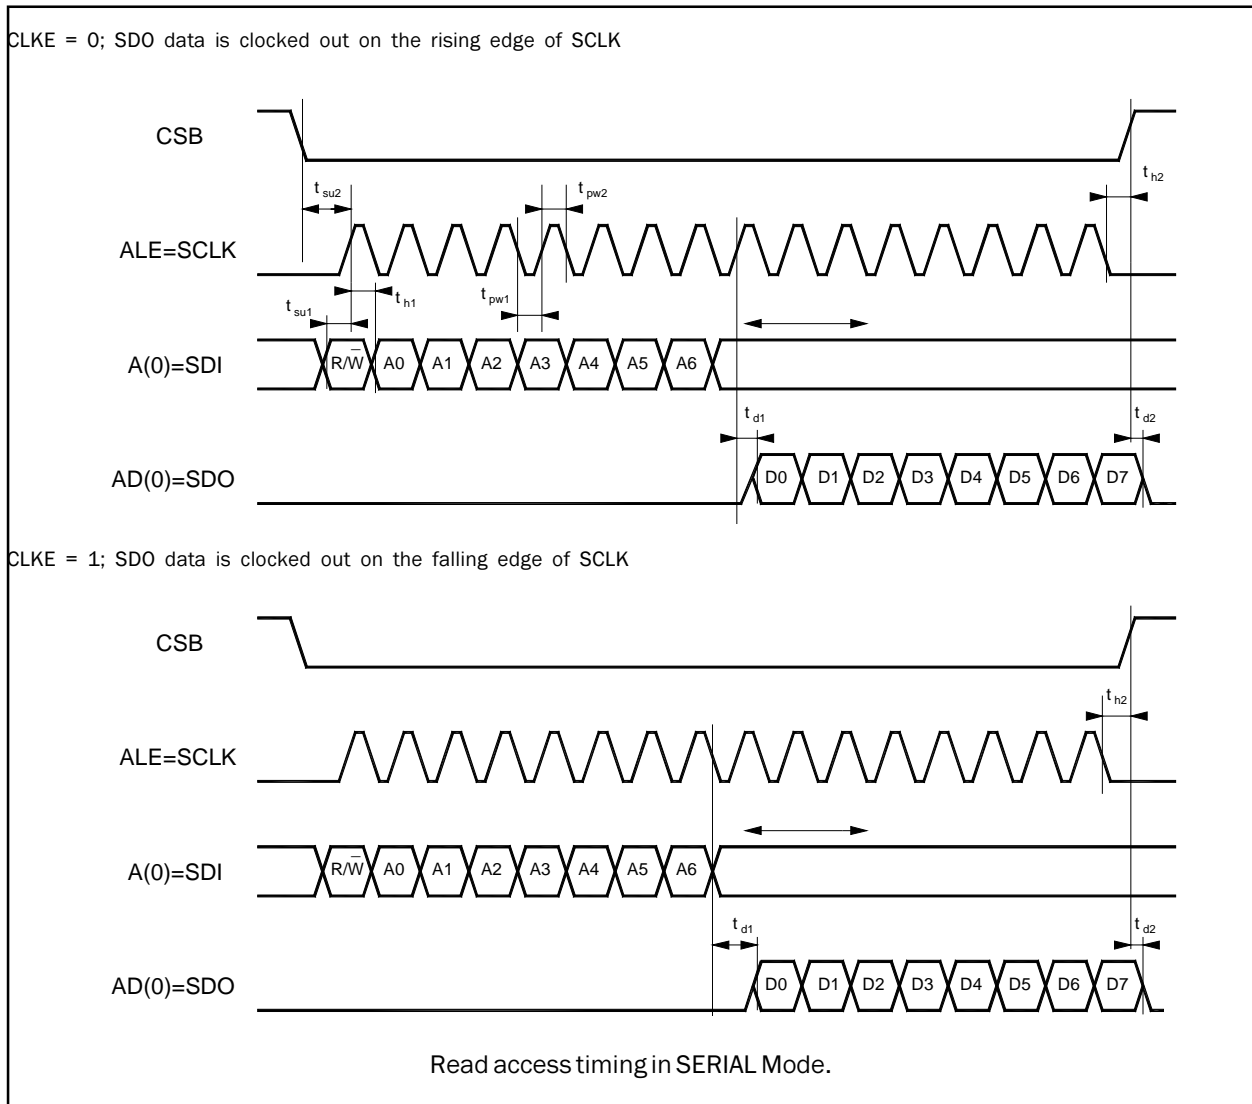 CLKE = 0; SDO data is clocked out on the rising edge of SCLK
CSB
t su2
t pw2
t h2
ALE=SCLK
t su1
t h1
t pw1
A(0)=SDI
R/W̅ A0 A1 A2 A3 A4 A5 A6
t d1
t d2
AD(0)=SDO
D0 D1 D2 D3 D4 D5 D6 D7
CLKE = 1; SDO data is clocked out on the falling edge of SCLK
CSB
t h2
ALE=SCLK
A(0)=SDI
R/W̅ A0 A1 A2 A3 A4 A5 A6
t d1
t d2
AD(0)=SDO
D0 D1 D2 D3 D4 D5 D6 D7
Read access timing in SERIAL Mode.